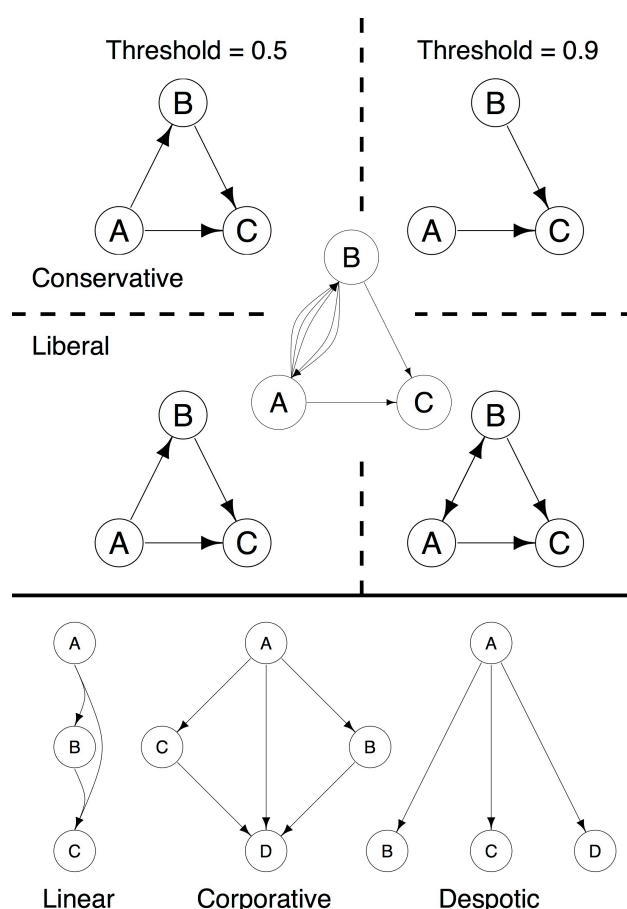 Threshold = 0.5
Threshold = 0.9
B
A
C
B
A
C
Conservative
B
A
C
Liberal
B
A
C
B
A
C
A
B
C
Linear
A
C
B
D
Corporative
A
B
C
D
Despotic